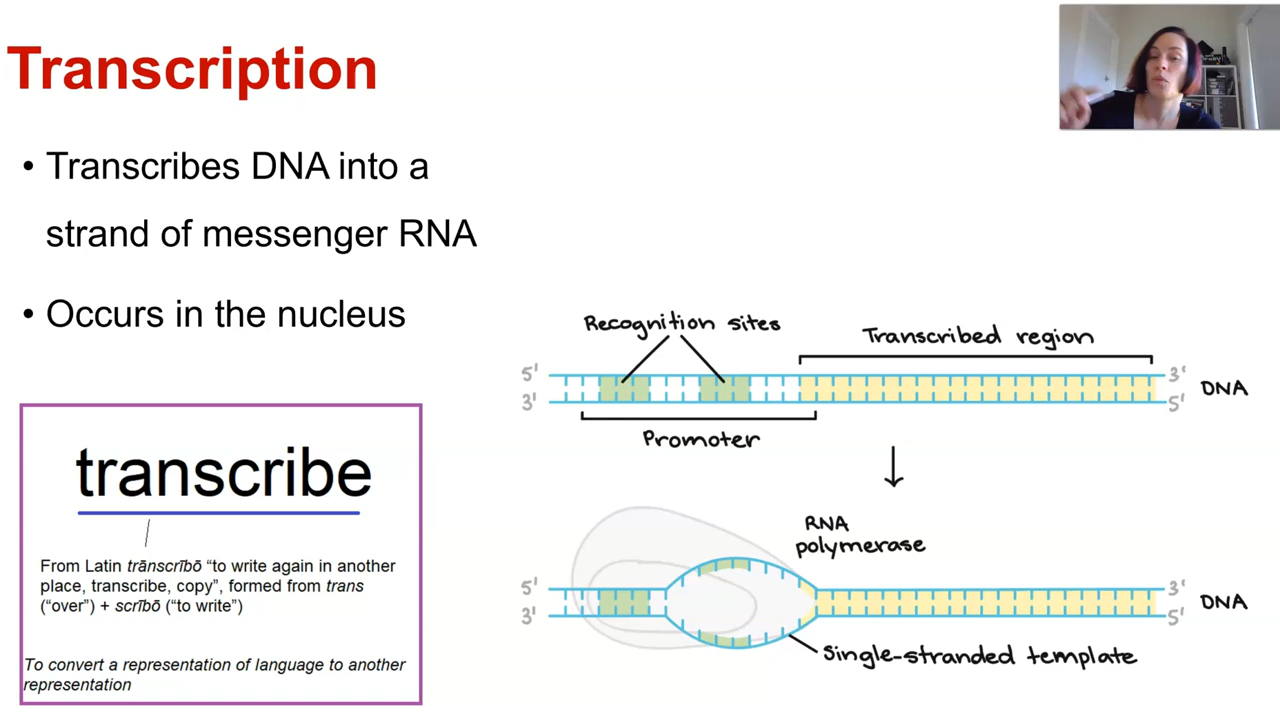 Transcription
• Transcribes DNA into a
strand of messenger RNA
• Occurs in the nucleus
transcribe
From Latin trānscrībō “to write again in another
place, transcribe, copy”, formed from trans
(“over”) + scrībō (“to write”)
To convert a representation of language to another
representation
Recognition sites
Transcribed region
5' 3'
3' 5'
DNA
Promoter
RNA
polymerase
5' 3'
3' 5'
DNA
Single-stranded template